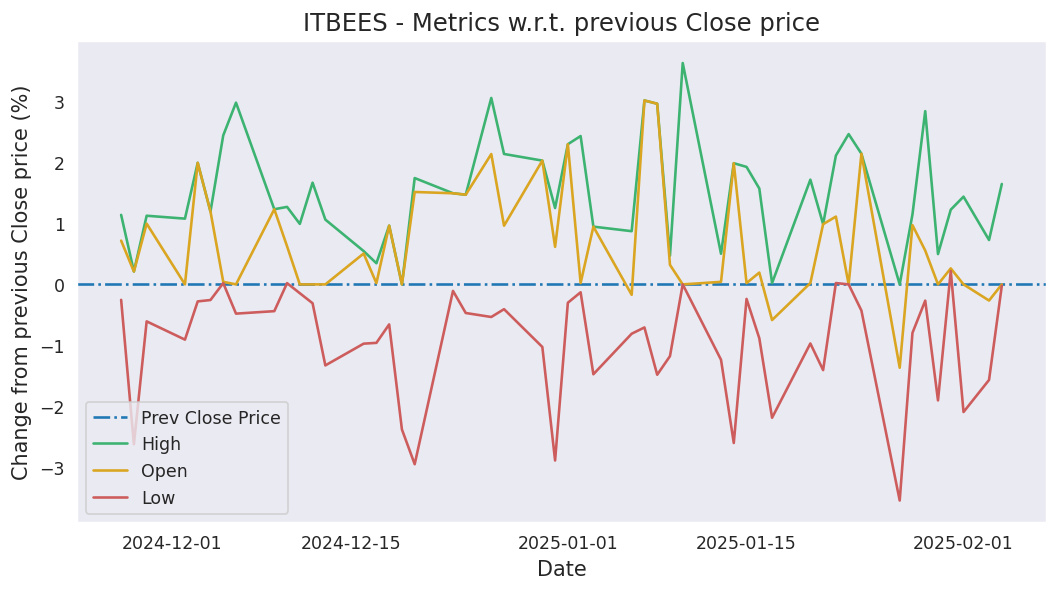 ITBEES - Metrics w.r.t. previous Close price
Change from previous Close price (%)
3
2
1
0
−1
−2
−3
Prev Close Price
High
Open
Low
2024-12-01 2024-12-15 2025-01-01 2025-01-15 2025-02-01
Date